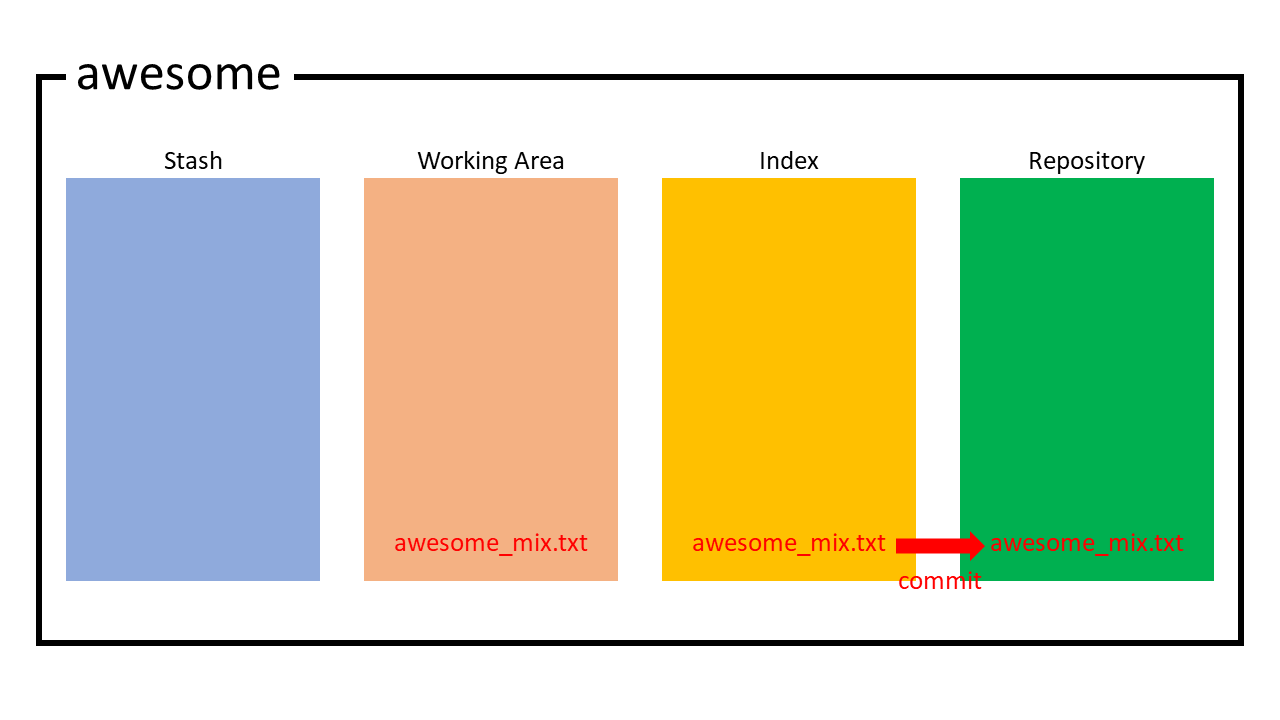 awesome
Stash
Working Area
Index
Repository
awesome_mix.txt
awesome_mix.txt
awesome_mix.txt
commit